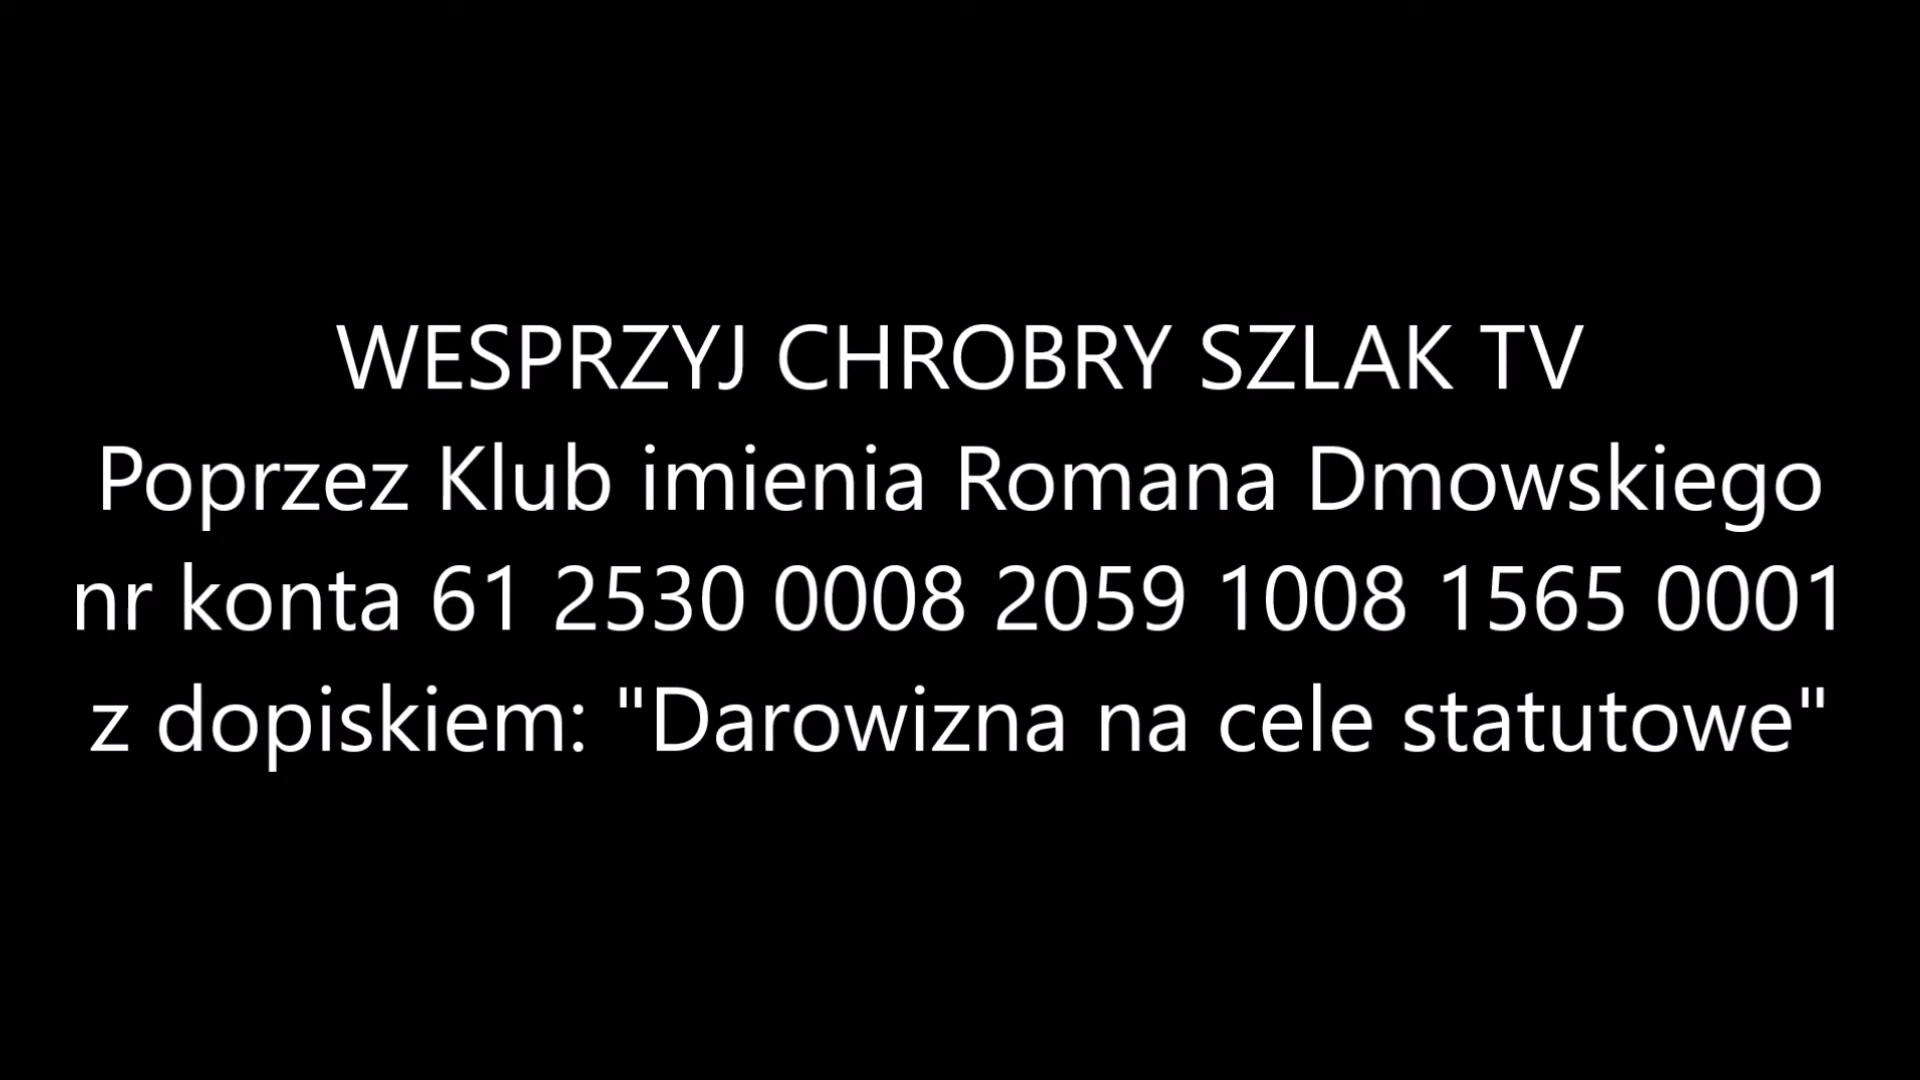 WESPRZYJ CHROBRY SZLAK TV
Poprzez Klub imienia Romana Dmowskiego
nr konta 61 2530 0008 2059 1008 1565 0001
z dopiskiem: "Darowizna na cele statutowe"